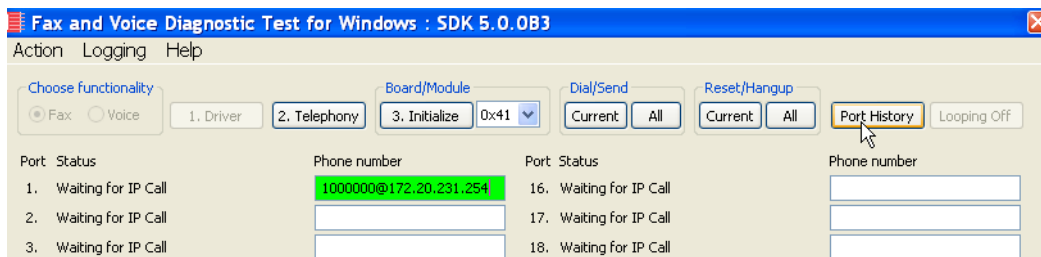 Fax and Voice Diagnostic Test for Windows : SDK 5.0.0B3
Action Logging Help
Choose functionality Board/Module Dial/Send Reset/Hangup
Fax Voice 1. Driver 2. Telephony 3. Initialize 0x41 Current All Current All Port History Looping Off
Port Status Phone number Port Status Phone number
1. Waiting for IP Call 1000000@172.20.231.254 16. Waiting for IP Call
2. Waiting for IP Call 17. Waiting for IP Call
3. Waiting for IP Call 18. Waiting for IP Call